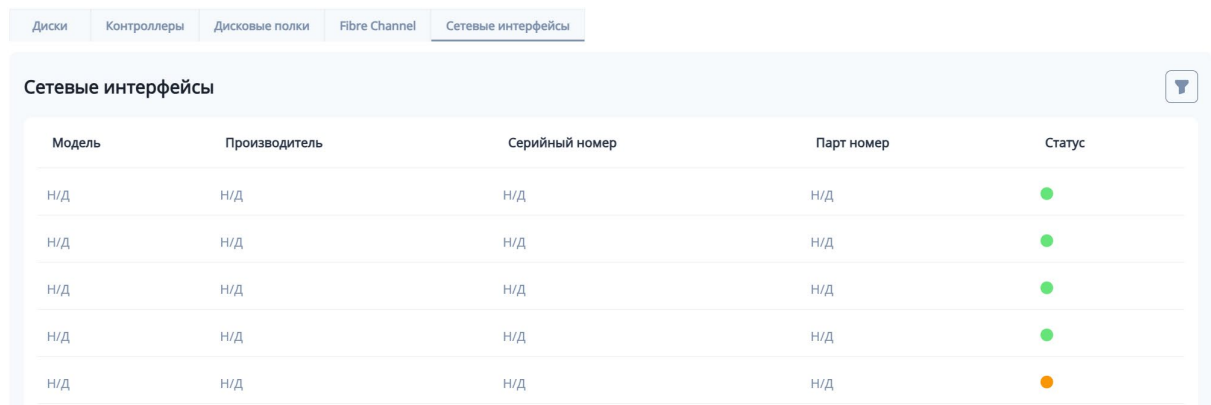 Диски Контроллеры Дисковые полки Fibre Channel Сетевые интерфейсы
Сетевые интерфейсы
Модель Производитель Серийный номер Парт номер Статус
Н/Д Н/Д Н/Д Н/Д
Н/Д Н/Д Н/Д Н/Д
Н/Д Н/Д Н/Д Н/Д
Н/Д Н/Д Н/Д Н/Д
Н/Д Н/Д Н/Д Н/Д